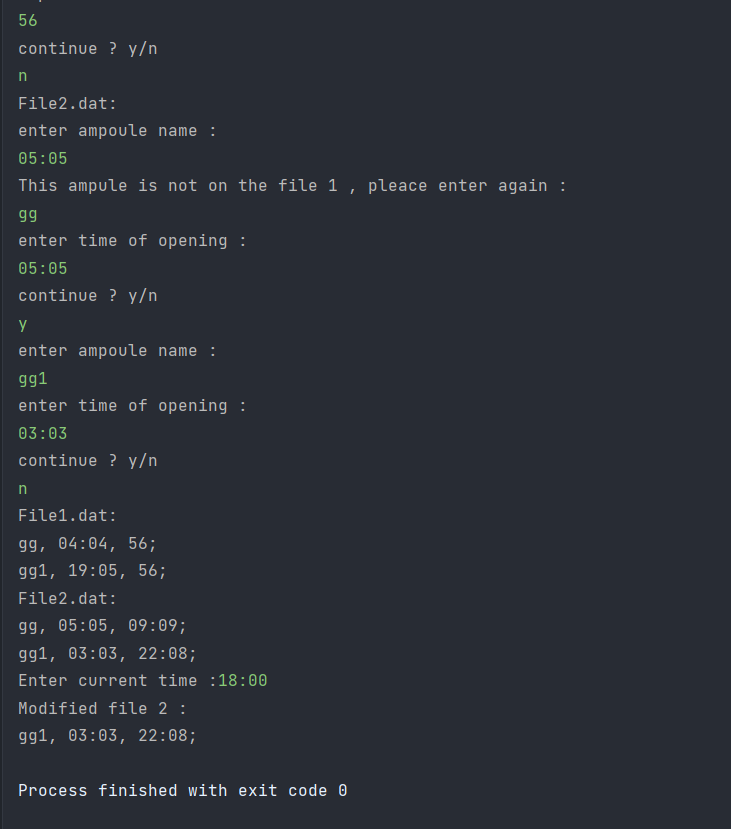 56
continue ? y/n
n
File2.dat:
enter ampoule name :
05:05
This ampule is not on the file 1 , pleace enter again :
gg
enter time of opening :
05:05
continue ? y/n
y
enter ampoule name :
gg1
enter time of opening :
03:03
continue ? y/n
n
File1.dat:
gg, 04:04, 56;
gg1, 19:05, 56;
File2.dat:
gg, 05:05, 09:09;
gg1, 03:03, 22:08;
Enter current time :18:00
Modified file 2 :
gg1, 03:03, 22:08;
Process finished with exit code 0